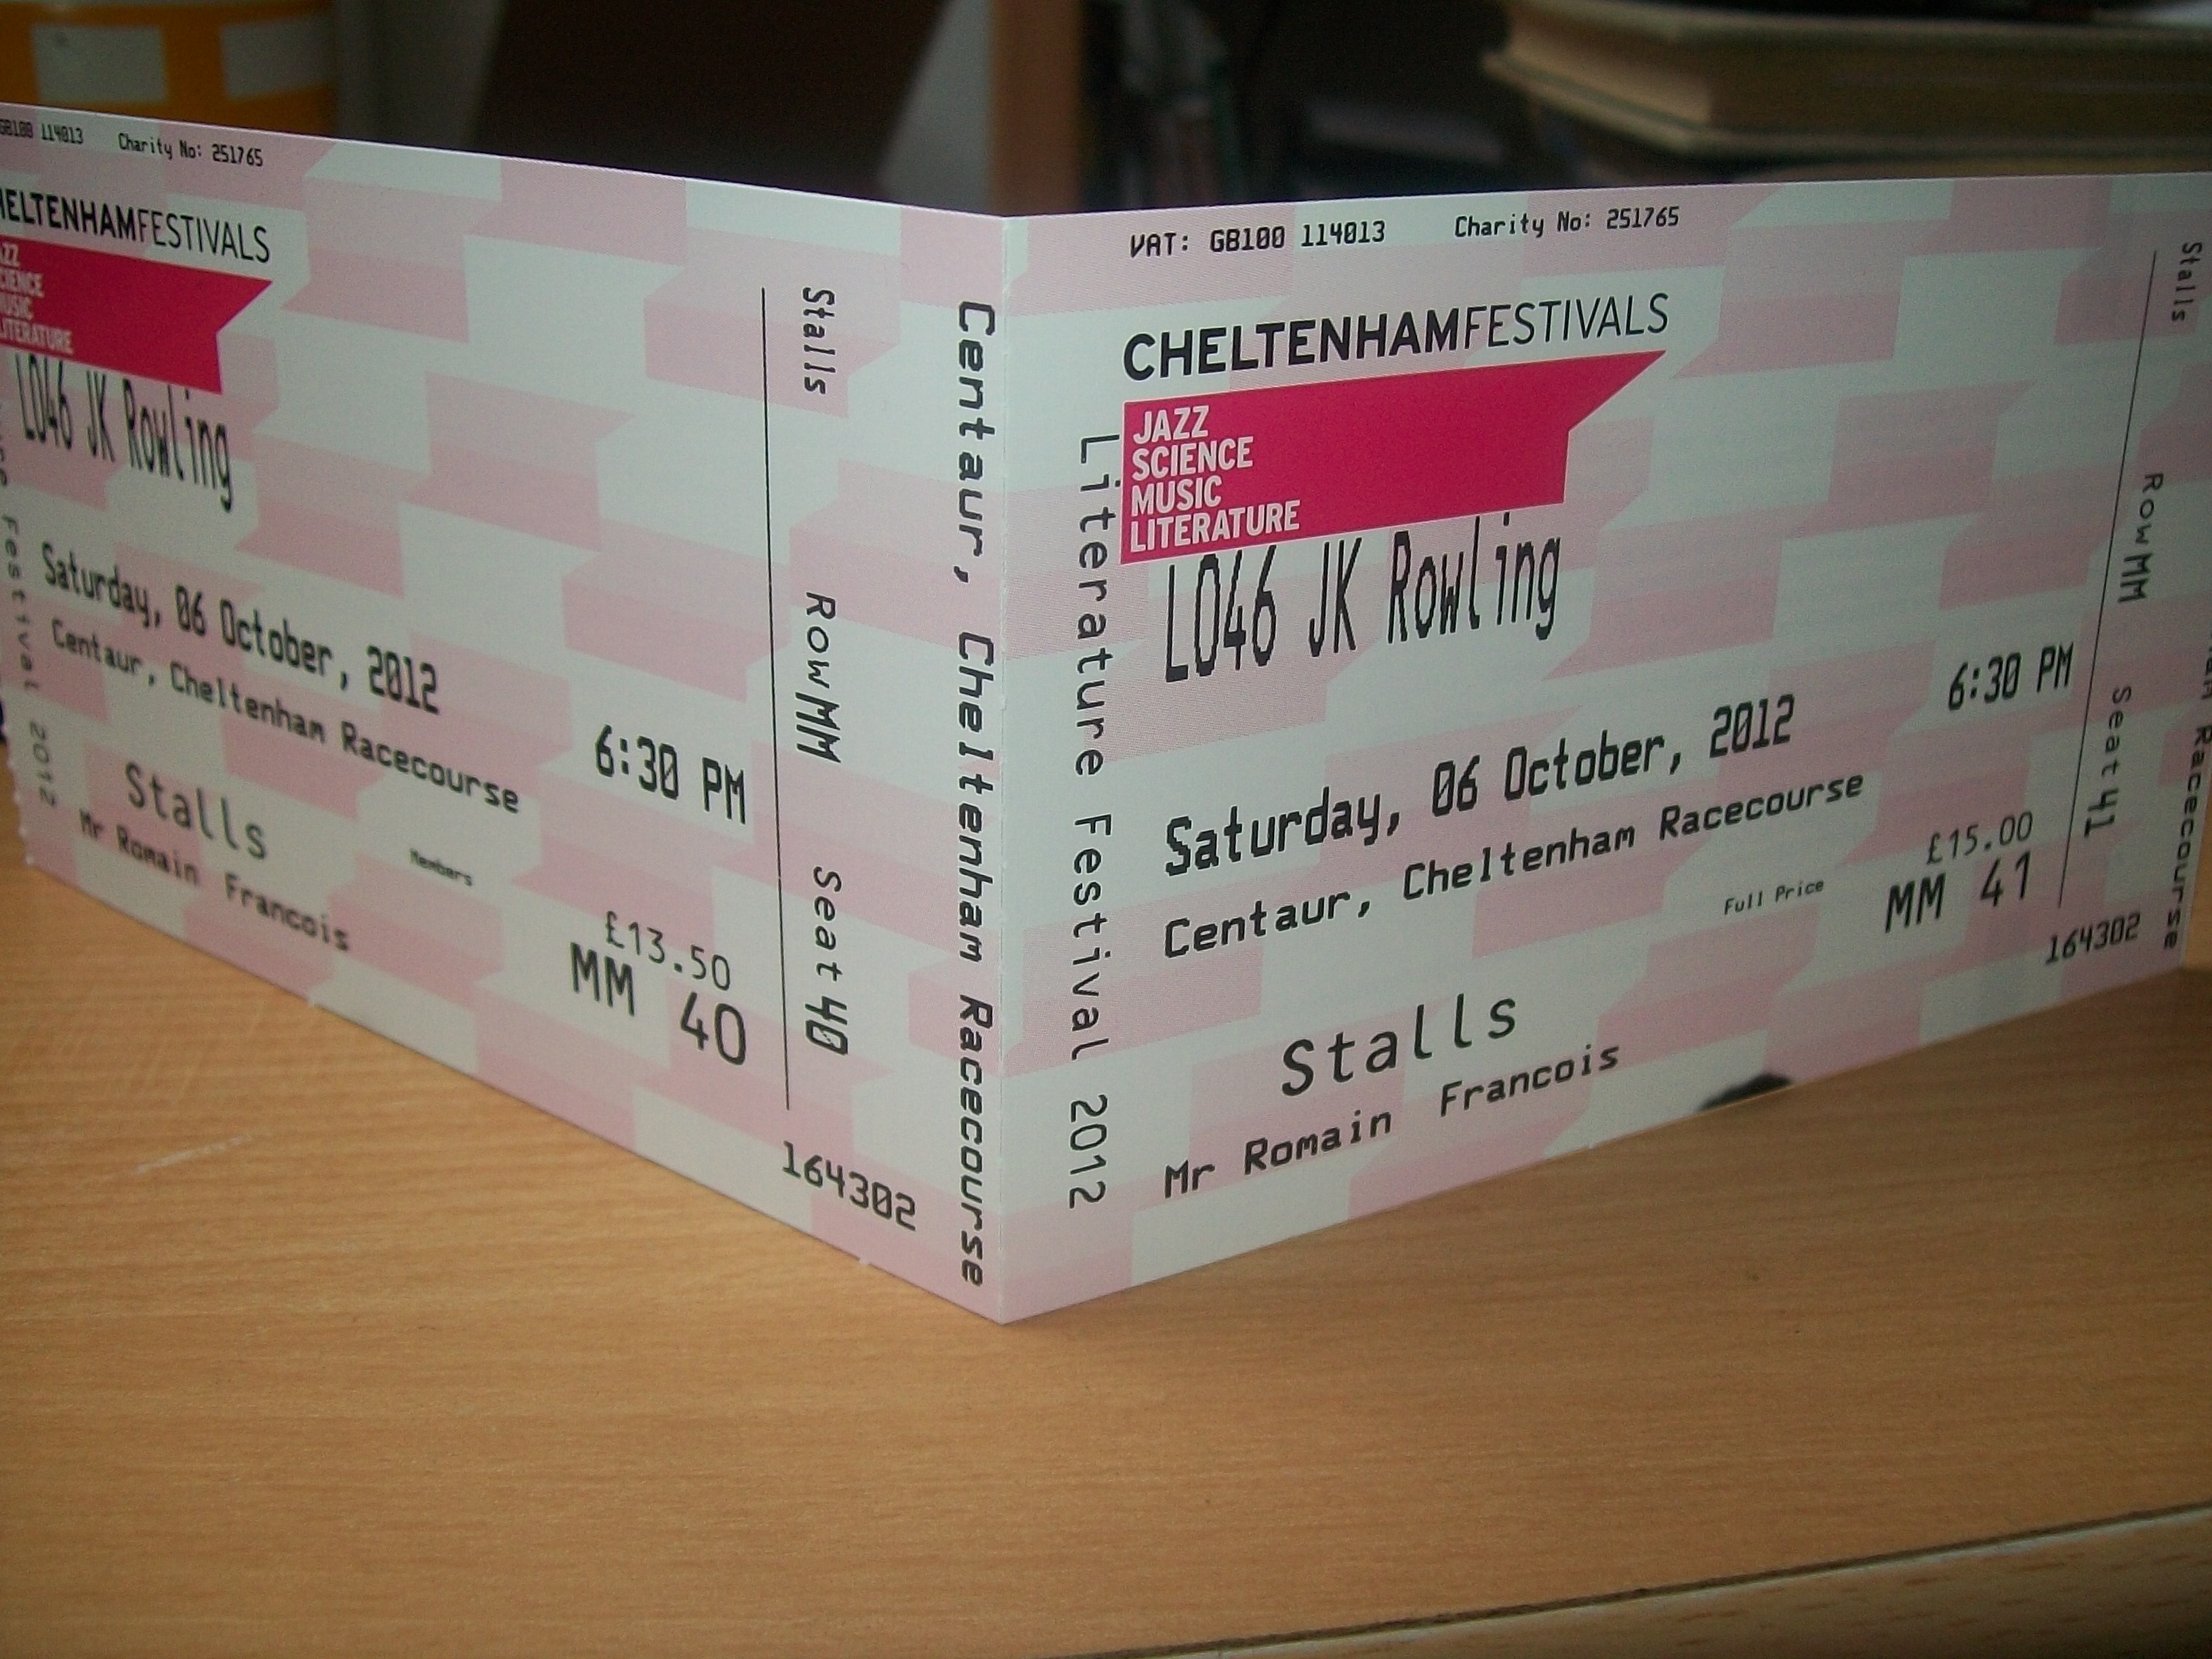 GB100 114013 Charity No: 251765
CHELTENHAMFESTIVALS
JAZZ
SCIENCE
MUSIC
LITERATURE
L046 JK Rowling
Saturday, 06 October, 2012
Centaur, Cheltenham Racecourse
6:30 PM
Stalls
Members
Mr Romain Francois
£13.50
MM 40
Festival 2012
Stalls RowMM Seat 40
164302
Centaur, Cheltenham Racecourse
VAT: GB100 114013 Charity No: 251765
CHELTENHAMFESTIVALS
JAZZ
SCIENCE
MUSIC
LITERATURE
Literature Festival 2012
L046 JK Rowling
6:30 PM
Saturday, 06 October, 2012
Centaur, Cheltenham Racecourse
£15.00
Full Price
MM 41
Stalls
Mr Romain Francois
Stalls RowMM Seat 41
164302
Racecourse